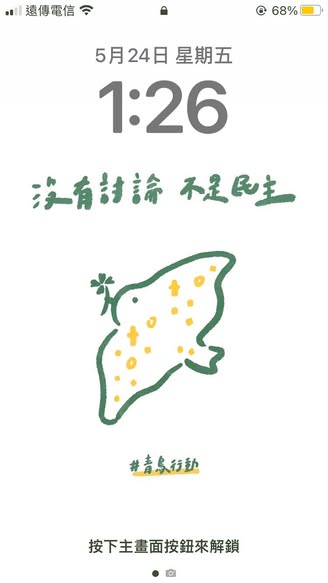 遠傳電信
68%
5月24日 星期五
1:26
沒有討論 不是民主
#青鳥行動
按下主畫面按鈕來解鎖